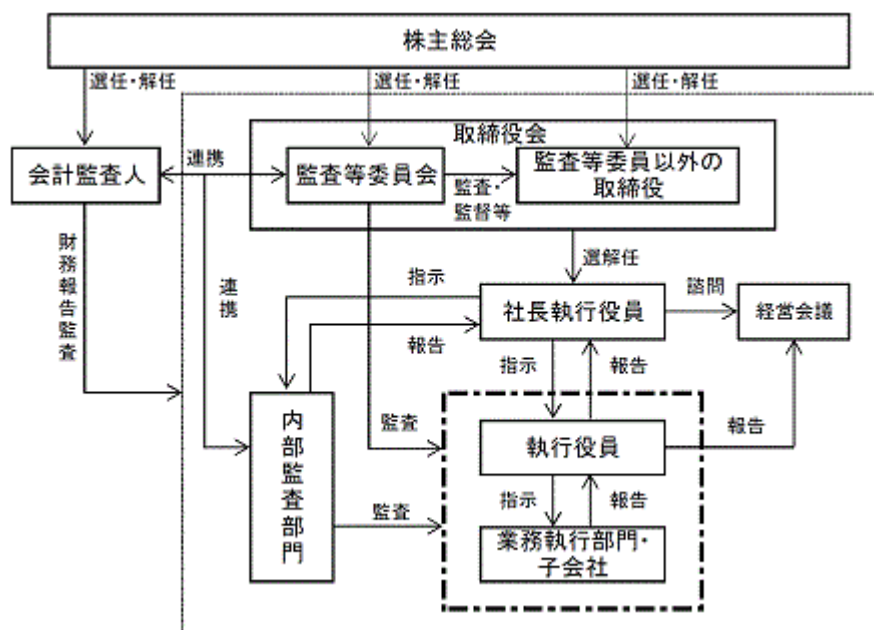 株主総会
選任・解任
選任・解任
選任・解任
取締役会
会計監査人
連携
監査等委員会
監査等委員以外の
取締役
監査・
監督等
選解任
財務報告監査
連携
指示
社長執行役員
諮問
経営会議
報告
指示
報告
内部監査部門
監査
執行役員
報告
指示
報告
監査
業務執行部門・
子会社